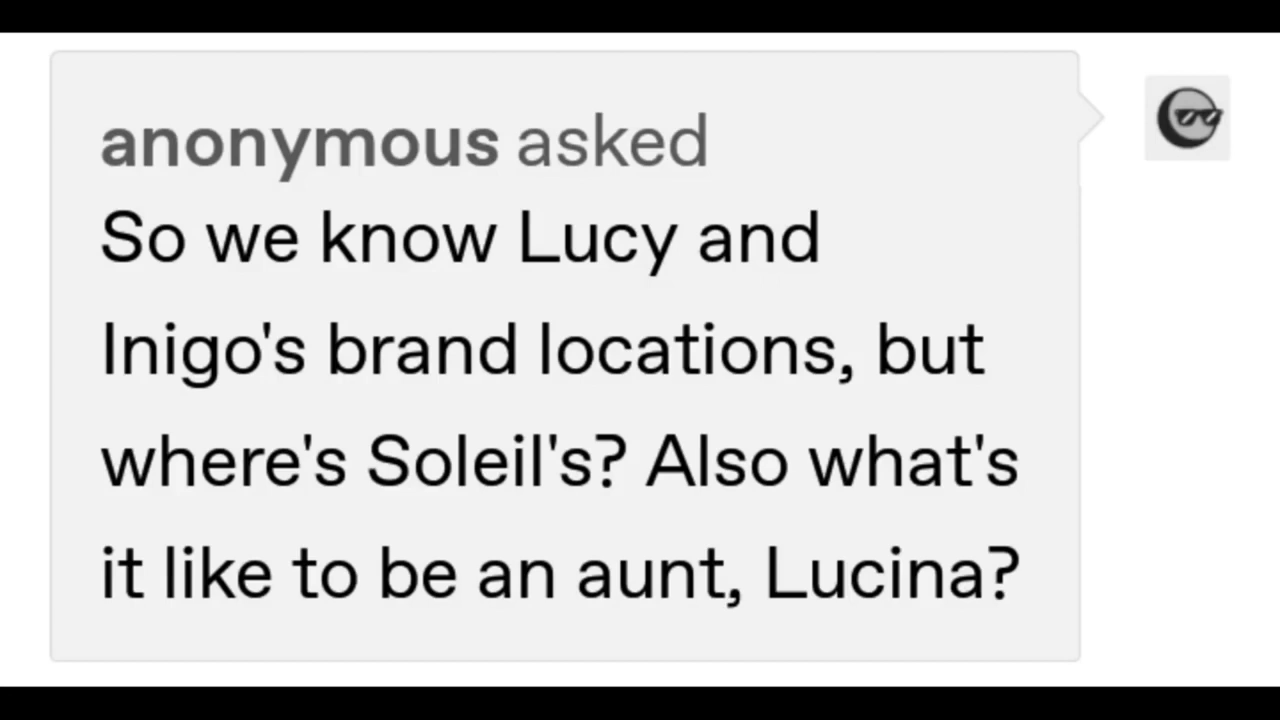 anonymous asked
So we know Lucy and
Inigo's brand locations, but
where's Soleil's? Also what's
it like to be an aunt, Lucina?